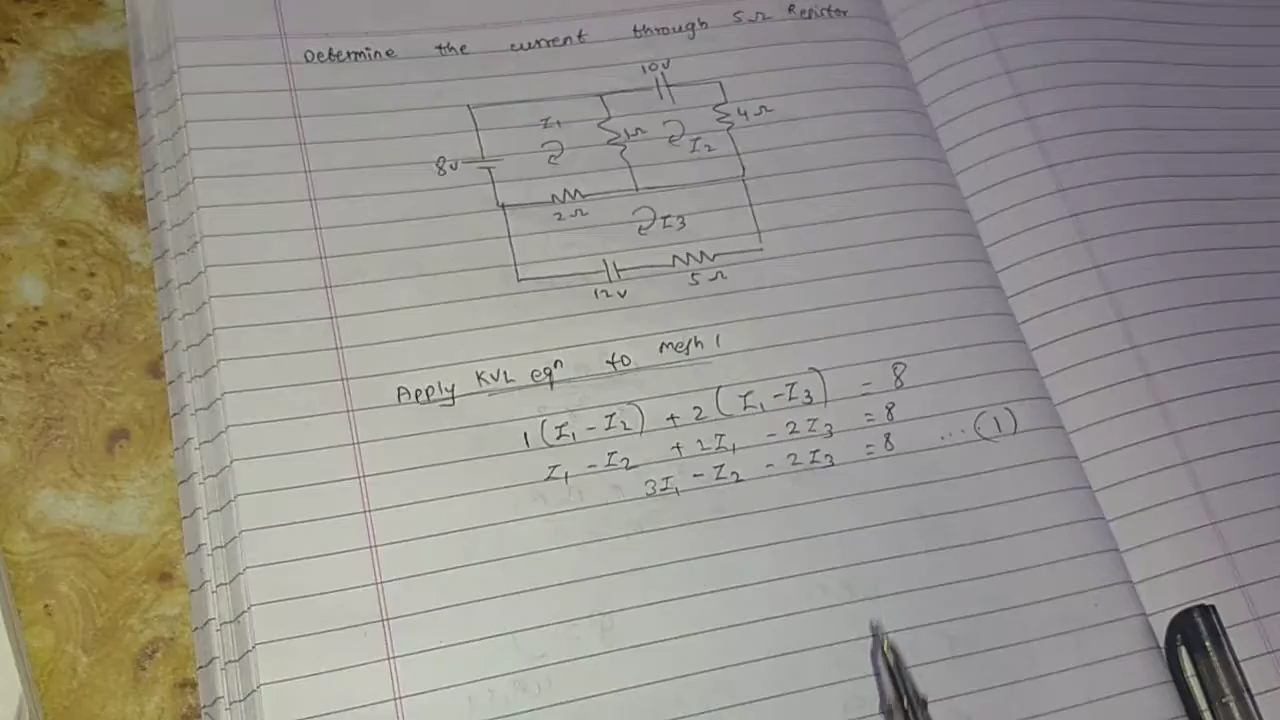 Determine the current through 5Ω Resistor
10V
I1
1Ω
4Ω
I2
8v
2Ω
I3
12v
5Ω
Apply KVL eqⁿ to mesh 1
1(I₁ - I₂) + 2(I₁ - I₃) = 8
I₁ - I₂ + 2I₁ - 2I₃ = 8
3I₁ - I₂ - 2I₃ = 8 ...(1)